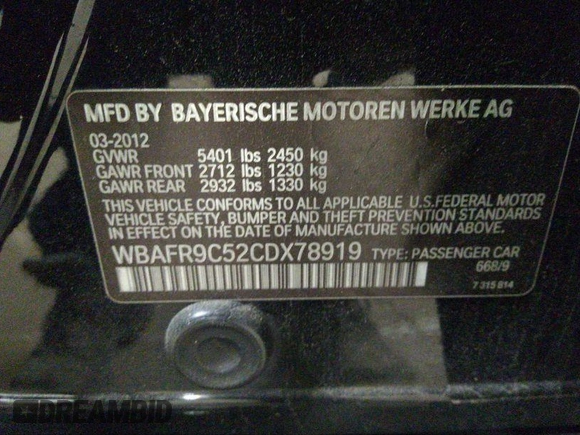 MFD BY BAYERISCHE MOTOREN WERKE AG
03-2012
GVWR 5401 lbs 2450 kg
GAWR FRONT 2712 lbs 1230 kg
GAWR REAR 2932 lbs 1330 kg
THIS VEHICLE CONFORMS TO ALL APPLICABLE U.S.FEDERAL MOTOR
VEHICLE SAFETY, BUMPER AND THEFT PREVENTION STANDARDS
IN EFFECT ON THE DATE OF MANUFACTURE SHOWN ABOVE.
WBAFR9C52CDX78919 TYPE: PASSENGER CAR
668/9
7 315 814
DREAMBID